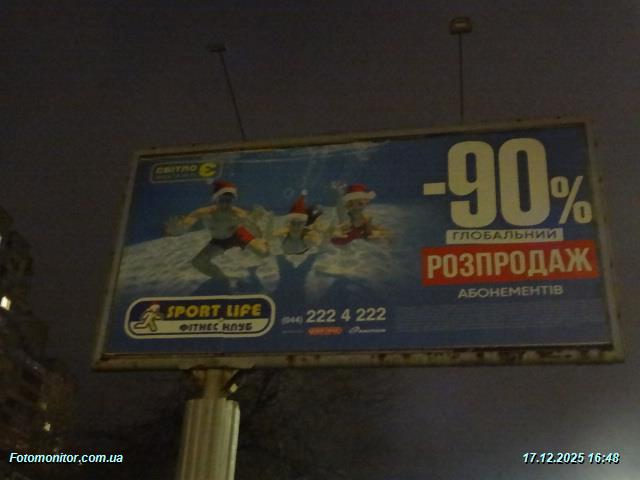 СВІТЛО Є
-90%
ГЛОБАЛЬНИЙ
РОЗПРОДАЖ
АБОНЕМЕНТІВ
SPORT LIFE
ФІТНЕС КЛУБ
(044) 222 4 222
Fotomonitor.com.ua
17.12.2025 16:48